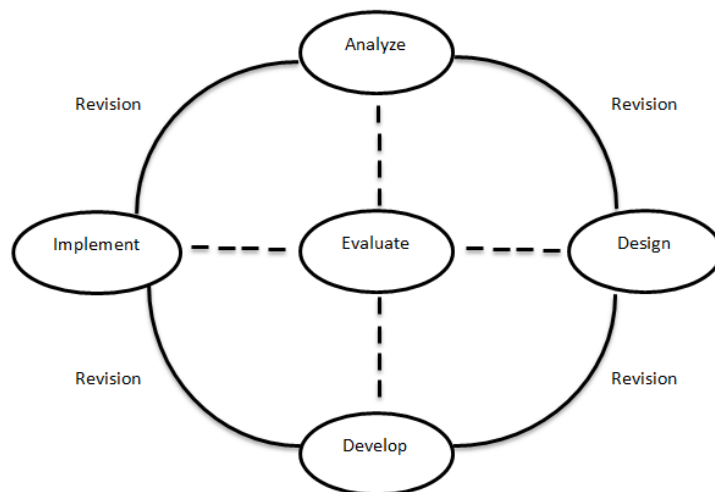 Analyze
Revision
Revision
Implement
Evaluate
Design
Revision
Revision
Develop